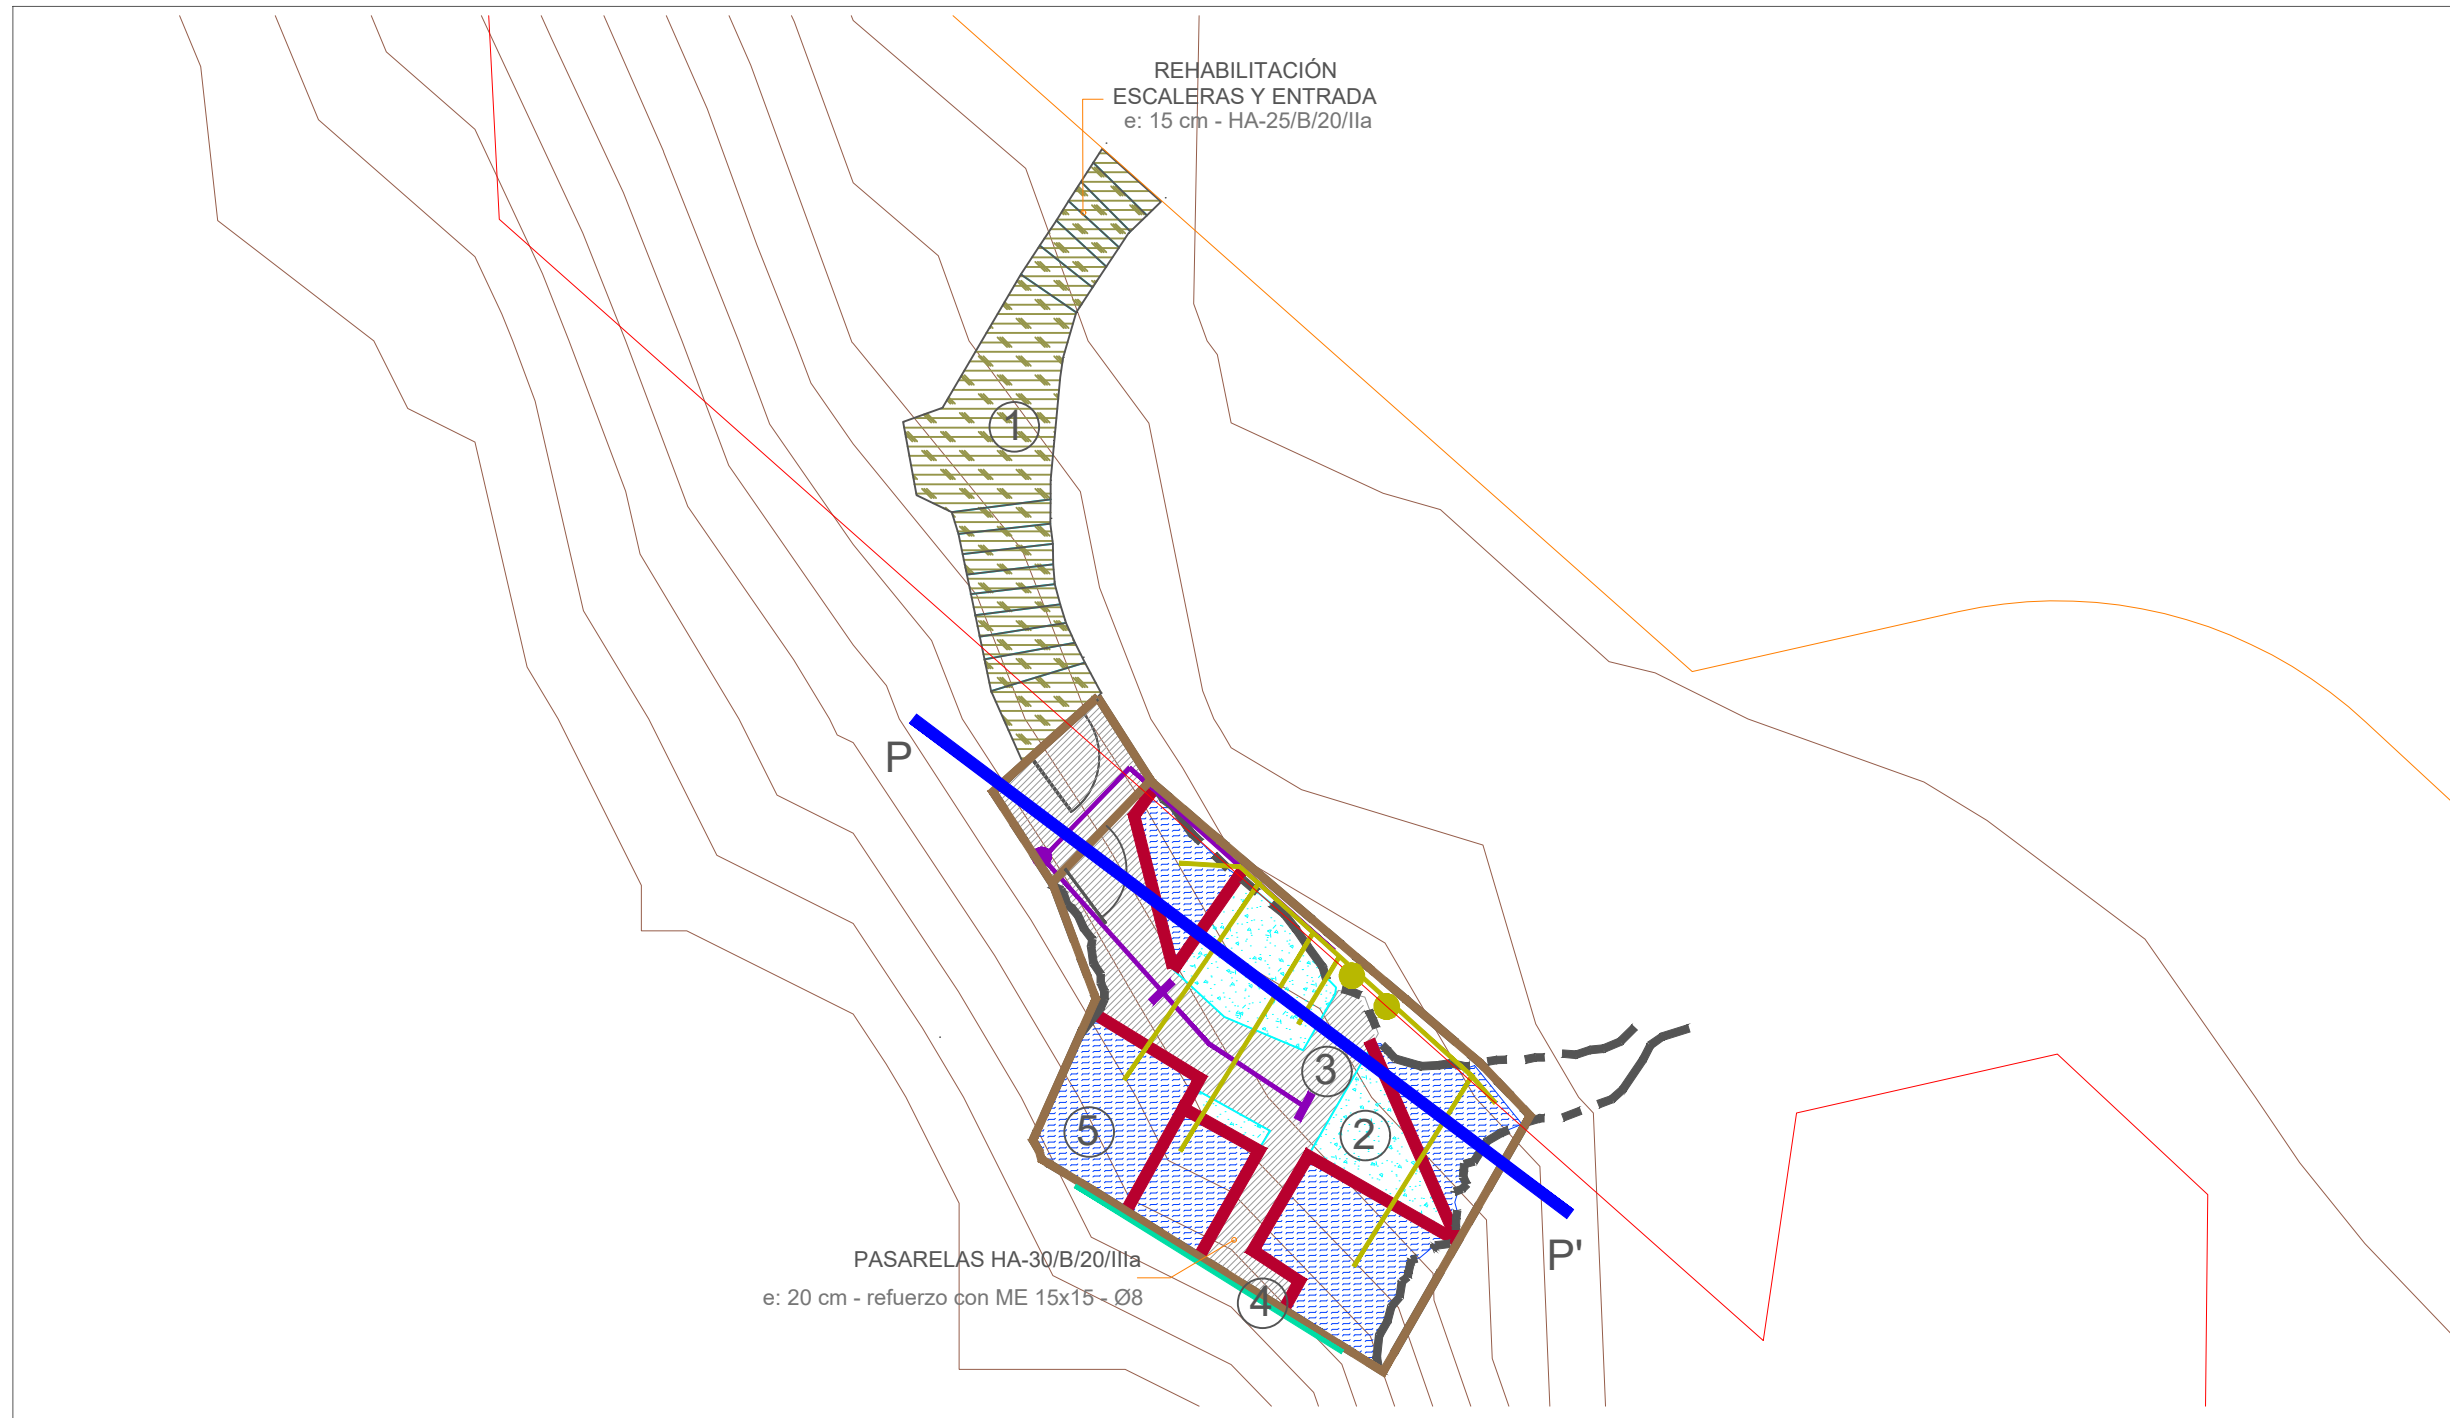 REHABILITACIÓN
ESCALERAS Y ENTRADA
e: 15 cm - HA-25/B/20/IIa
1
P
3
2
5
P'
PASARELAS HA-30/B/20/IIIa
e: 20 cm - refuerzo con ME 15x15 - Ø8
4